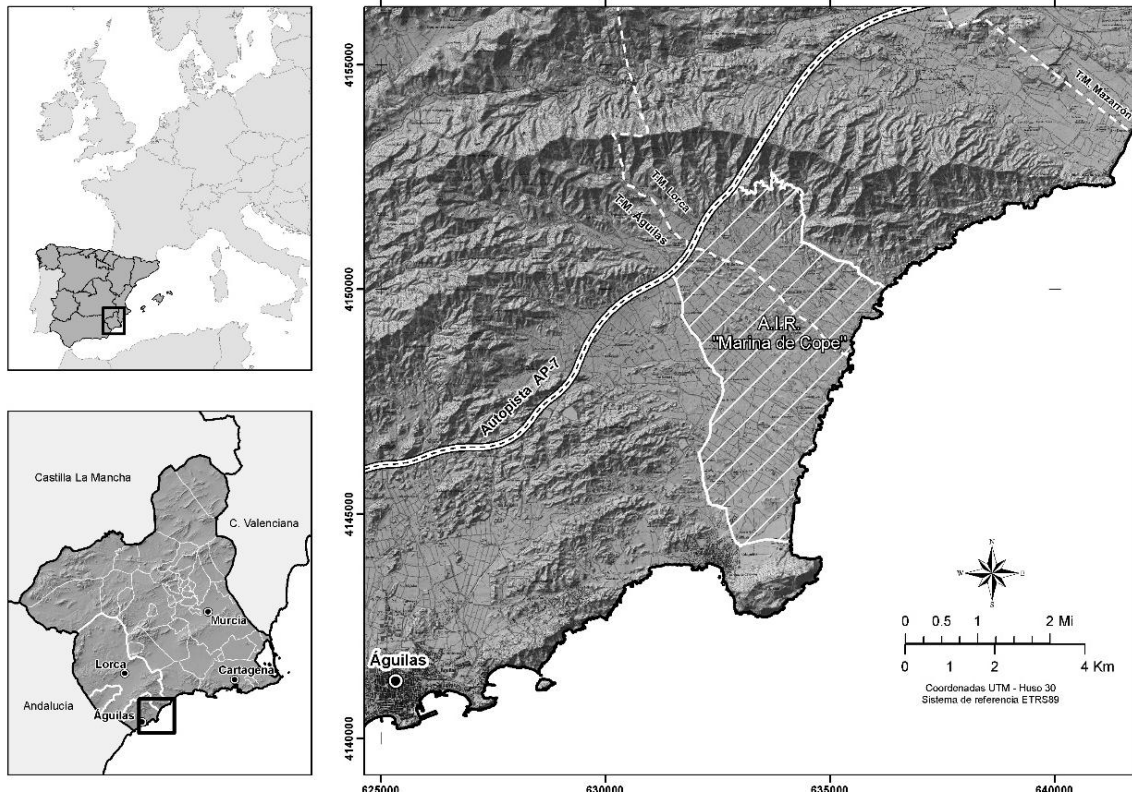 Castilla La Mancha
C. Valenciana
Murcia
Lorca
Cartagena
Andalucía
Águilas
4155000
4150000
4145000
4140000
625000
630000
635000
640000
T.M. Mazarrón
T.M. Lorca
T.M. Águilas
A.I.R.
"Marina de Cope"
Autopista AP-7
Águilas
N
W
E
S
0 0.5 1 2 Mi
0 1 2 4 Km
Coordonadas UTM - Huso 30
Sistema de referencia ETRS89